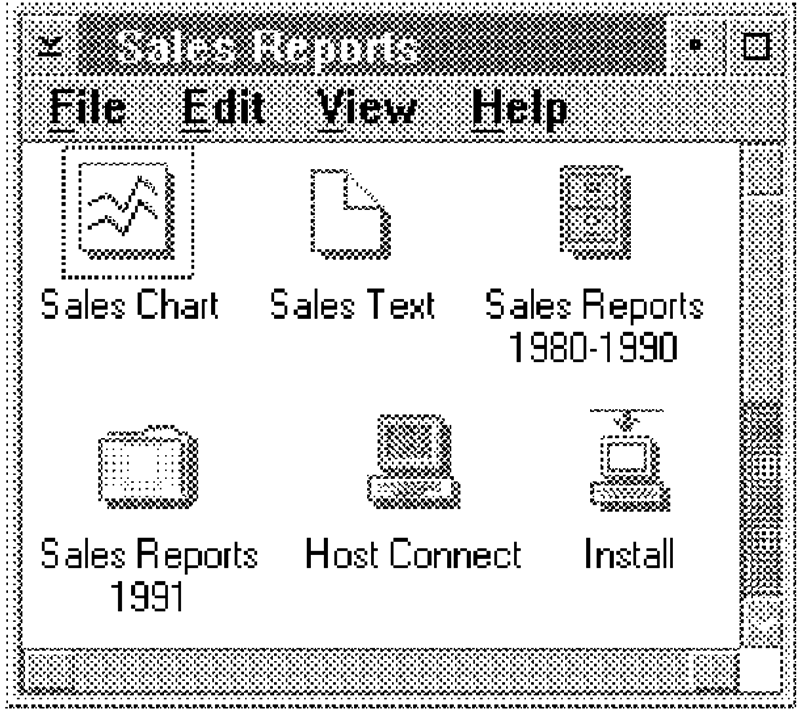 Sales Reports
File Edit View Help
Sales Chart Sales Text Sales Reports
1980-1990
Sales Reports Host Connect Install
1991